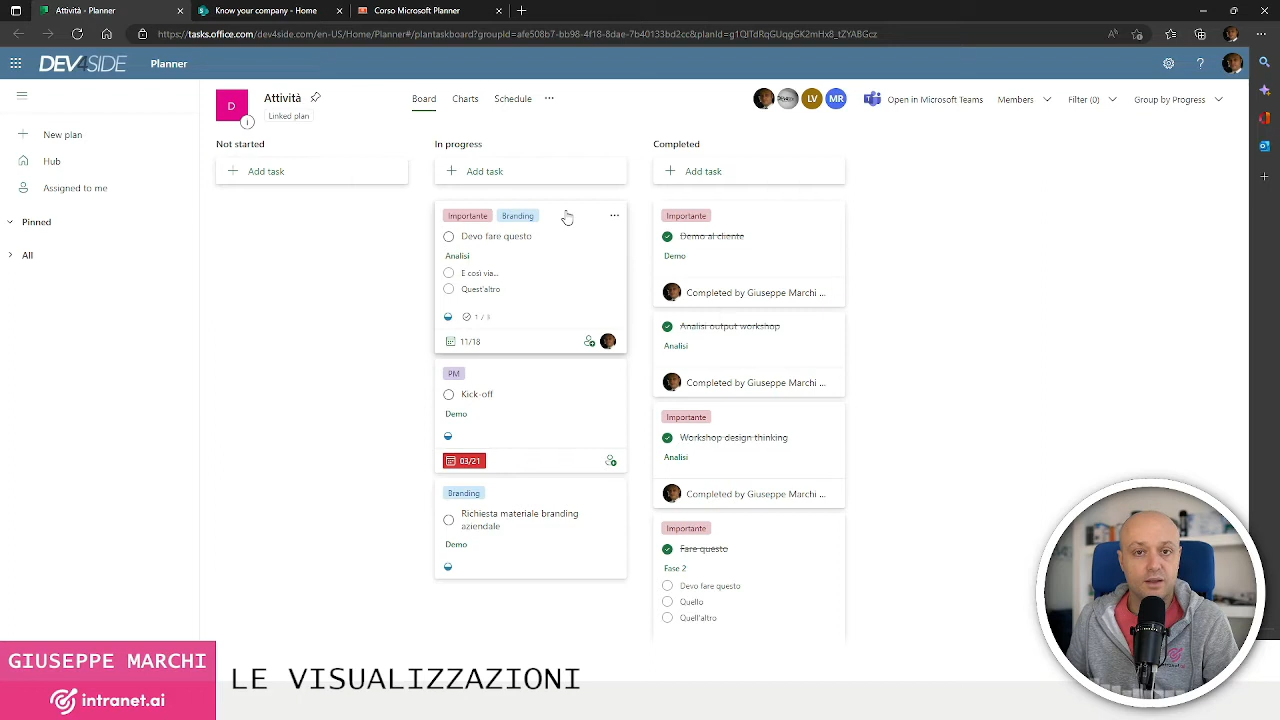 Attività - Planner
Know your company - Home
Corso Microsoft Planner
https://tasks.office.com/dev4side.com/en-US/Home/Planner#/plantaskboard?groupId=afe508b7-bb98-4f18-8dae-7b40133bd2cc&planId=g1QITdRqGUqgGK2mHx8_tZYABGcz
DEV4SIDE
Planner
D
Attività
Linked plan
Board
Charts
Schedule
LV
MR
Open in Microsoft Teams
Members
Filter (0)
Group by Progress
New plan
Hub
Assigned to me
Pinned
All
Not started
Add task
In progress
Add task
Importante
Branding
Devo fare questo
Analisi
E così via...
Quest'altro
1 / 3
11/18
PM
Kick-off
Demo
03/21
Branding
Richiesta materiale branding
aziendale
Demo
Completed
Add task
Importante
Demo al cliente
Demo
Completed by Giuseppe Marchi ...
Analisi output workshop
Analisi
Completed by Giuseppe Marchi ...
Importante
Workshop design thinking
Analisi
Completed by Giuseppe Marchi ...
Importante
Fare questo
Fase 2
Devo fare questo
Quello
Quell'altro
GIUSEPPE MARCHI
intranet.ai
LE VISUALIZZAZIONI